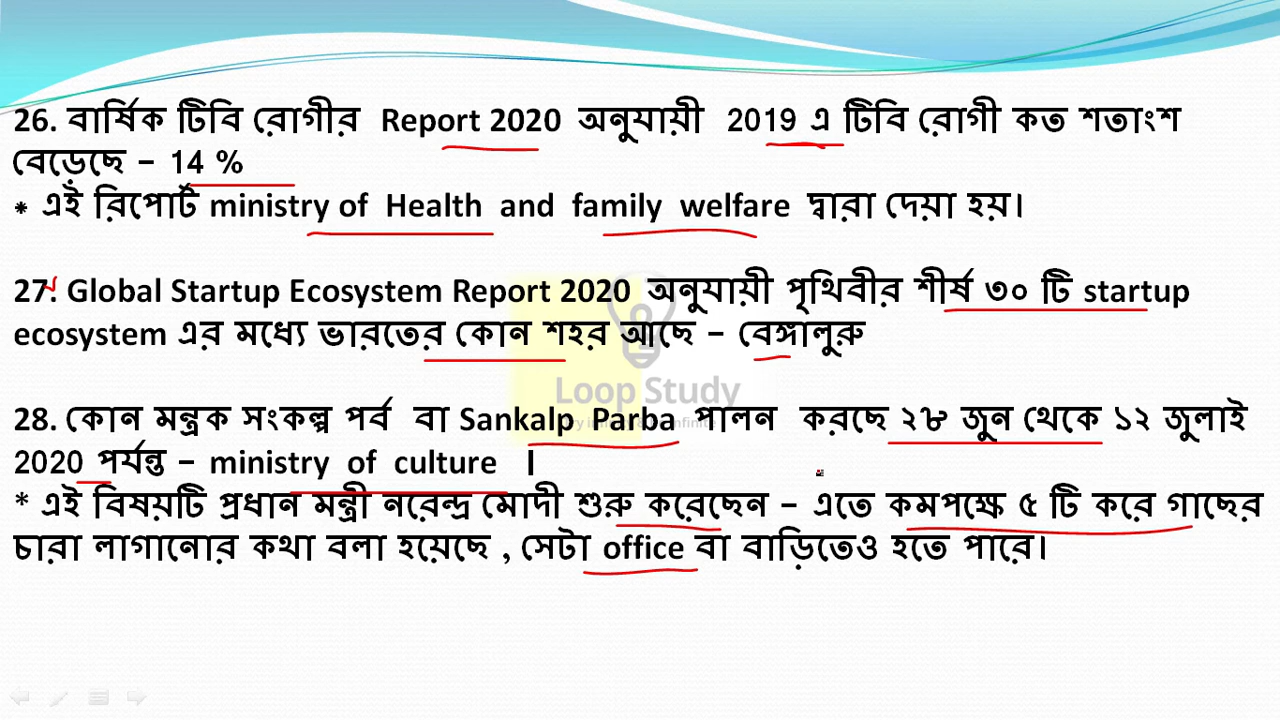 26. বার্ষিক টিবি রোগীর Report 2020 অনুযায়ী 2019 এ টিবি রোগী কত শতাংশ
বেড়েছে – 14 %
* এই রিপোর্ট ministry of Health and family welfare দ্বারা দেয়া হয়।
27. Global Startup Ecosystem Report 2020 অনুযায়ী পৃথিবীর শীর্ষ ৩০ টি startup
ecosystem এর মধ্যে ভারতের কোন শহর আছে – বেঙ্গালুরু
Loop Study
28. কোন মন্ত্রক সংকল্প পর্ব বা Sankalp Parba পালন করছে ২৮ জুন থেকে ১২ জুলাই
2020 পর্যন্ত – ministry of culture ।
* এই বিষয়টি প্রধান মন্ত্রী নরেন্দ্র মোদী শুরু করেছেন – এতে কমপক্ষে ৫ টি করে গাছের
চারা লাগানোর কথা বলা হয়েছে , সেটা office বা বাড়িতেও হতে পারে।